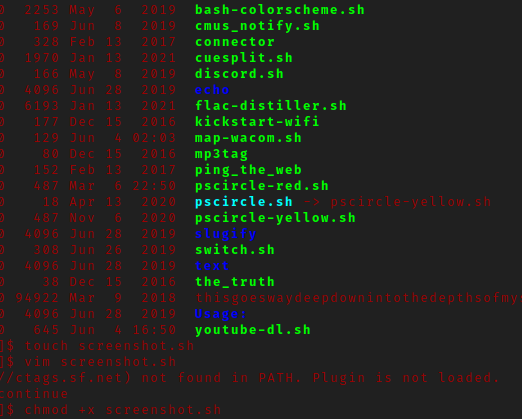 0 2253 May 6 2019 bash-colorscheme.sh
0 169 Jun 8 2019 cmus_notify.sh
0 328 Feb 13 2017 connector
0 1970 Jan 13 2021 cuesplit.sh
0 166 May 8 2019 discord.sh
0 4096 Jun 28 2019 echo
0 6193 Jan 13 2021 flac-distiller.sh
0 177 Dec 15 2016 kickstart-wifi
0 129 Jun 4 02:03 map-wacom.sh
0 80 Dec 15 2016 mp3tag
0 152 Feb 13 2017 ping_the_web
0 487 Mar 6 22:50 pscircle-red.sh
0 18 Apr 13 2020 pscircle.sh -> pscircle-yellow.sh
0 487 Nov 6 2020 pscircle-yellow.sh
0 4096 Jun 28 2019 slugify
0 308 Jun 26 2019 switch.sh
0 4096 Jun 28 2019 test
0 38 Dec 15 2016 the_truth
0 94922 Mar 9 2018 thisgoeswaydeepdownintothedepthsofmys
0 4096 Jun 28 2019 Usage:
0 645 Jun 4 16:50 youtube-dl.sh
]$ touch screenshot.sh
]$ vim screenshot.sh
//ctags.sf.net) not found in PATH. Plugin is not loaded.
continue
]$ chmod +x screenshot.sh